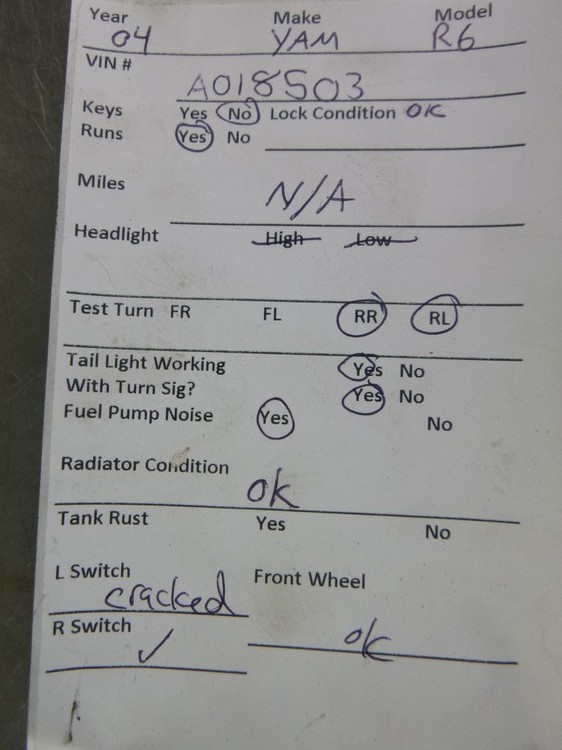 Year Make Model
04 YAM R6
VIN #
A018503
Keys Yes No Lock Condition OK
Runs Yes No
Miles
N/A
Headlight High Low
Test Turn FR FL RR RL
Tail Light Working Yes No
With Turn Sig? Yes No
Fuel Pump Noise Yes No
Radiator Condition
ok
Tank Rust Yes No
L Switch Front Wheel
cracked
R Switch
ok
✓